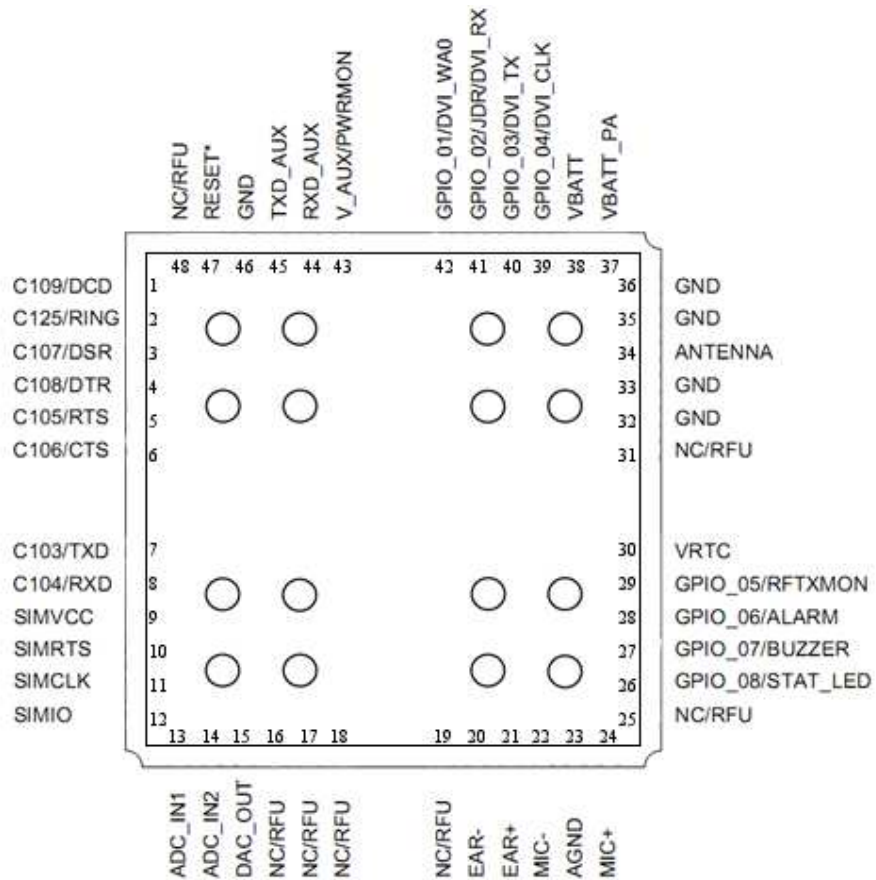 NC/RFU
RESET*
GND
TXD_AUX
RXD_AUX
V_AUX/PWRMON
GPIO_01/DVI_WA0
GPIO_02/JDR/DVI_RX
GPIO_03/DVI_TX
GPIO_04/DVI_CLK
VBATT
VBATT_PA
48 47 46 45 44 43 42 41 40 39 38 37
C109/DCD 1 36 GND
C125/RING 2 35 GND
C107/DSR 3 34 ANTENNA
C108/DTR 4 33 GND
C105/RTS 5 32 GND
C106/CTS 6 31 NC/RFU
C103/TXD 7 30 VRTC
C104/RXD 8 29 GPIO_05/RFTXMON
SIMVCC 9 28 GPIO_06/ALARM
SIMRTS 10 27 GPIO_07/BUZZER
SIMCLK 11 26 GPIO_08/STAT_LED
SIMIO 12 25 NC/RFU
13 14 15 16 17 18 19 20 21 22 23 24
ADC_IN1
ADC_IN2
DAC_OUT
NC/RFU
NC/RFU
NC/RFU
NC/RFU
EAR-
EAR+
MIC-
AGND
MIC+